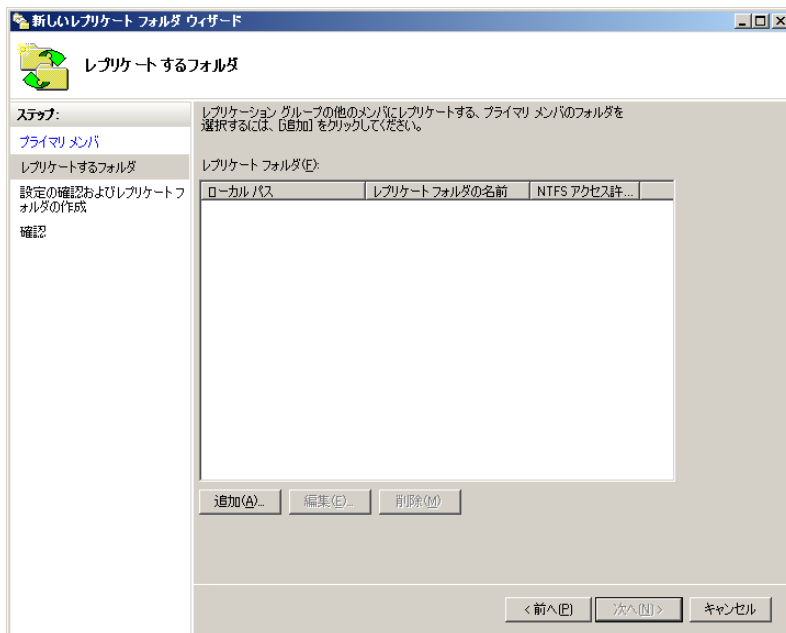 新しいレプリケート フォルダ ウィザード
レプリケートするフォルダ
ステップ:
プライマリ メンバ
レプリケートするフォルダ
設定の確認およびレプリケート フ
ォルダの作成
確認
レプリケーション グループの他のメンバにレプリケートする、プライマリ メンバのフォルダを
選択するには、[追加] をクリックしてください。
レプリケート フォルダ(F):
ローカル パス レプリケート フォルダの名前 NTFS アクセス許...
追加(A)... 編集(E)... 削除(M)
< 前へ(P) 次へ(N) > キャンセル